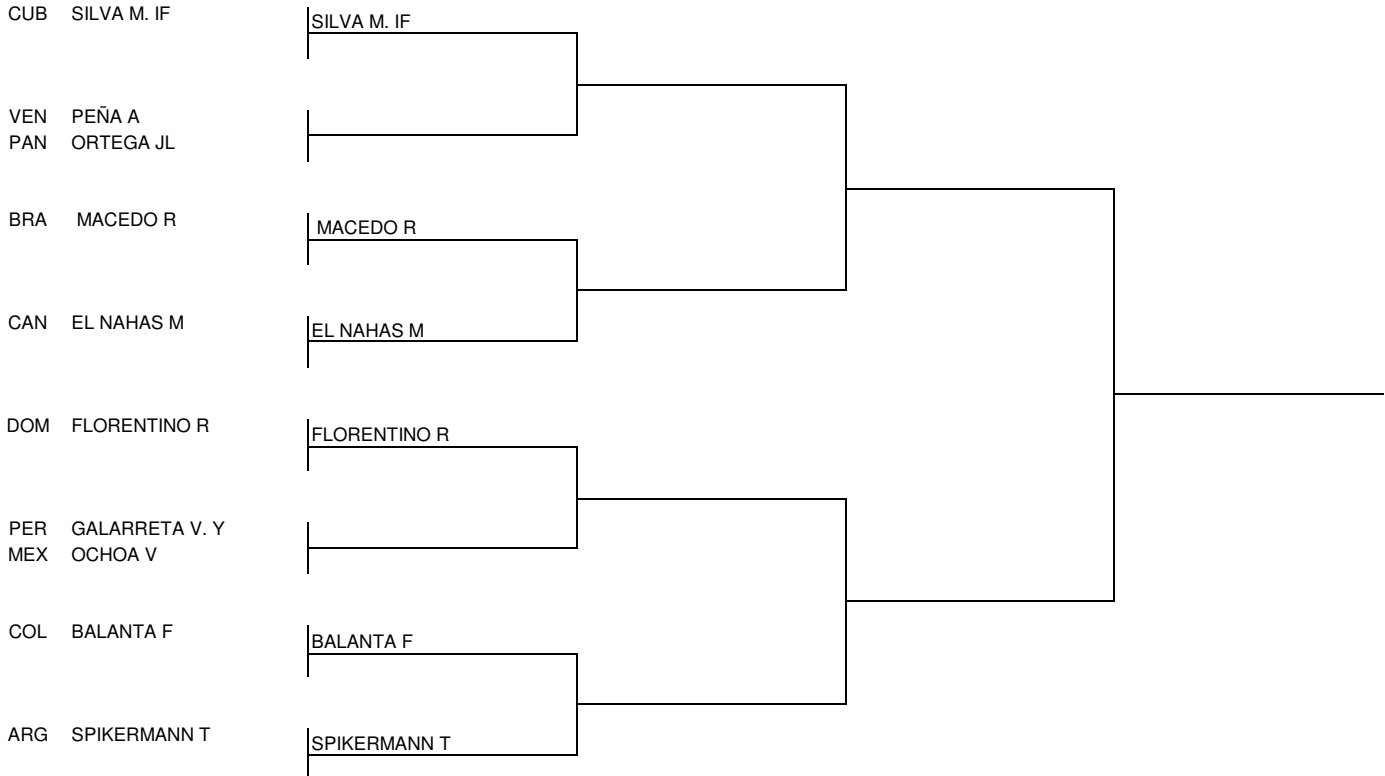 CUB SILVA M. IF SILVA M. IF
VEN PEÑA A
PAN ORTEGA JL
BRA MACEDO R MACEDO R
CAN EL NAHAS M EL NAHAS M
DOM FLORENTINO R FLORENTINO R
PER GALARRETA V. Y
MEX OCHOA V
COL BALANTA F BALANTA F
ARG SPIKERMANN T SPIKERMANN T